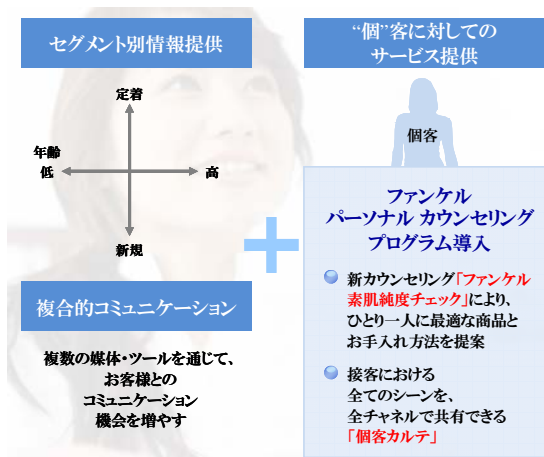 セグメント別情報提供
定着
年齢
低
高
新規
複合的コミュニケーション
複数の媒体・ツールを通じて、
お客様との
コミュニケーション
機会を増やす
“個”客に対しての
サービス提供
個客
ファンケル
パーソナル カウンセリング
プログラム導入
新カウンセリング「ファンケル
素肌純度チェック」により、
ひとり一人に最適な商品と
お手入れ方法を提案
接客における
全てのシーンを、
全チャネルで共有できる
「個客カルテ」